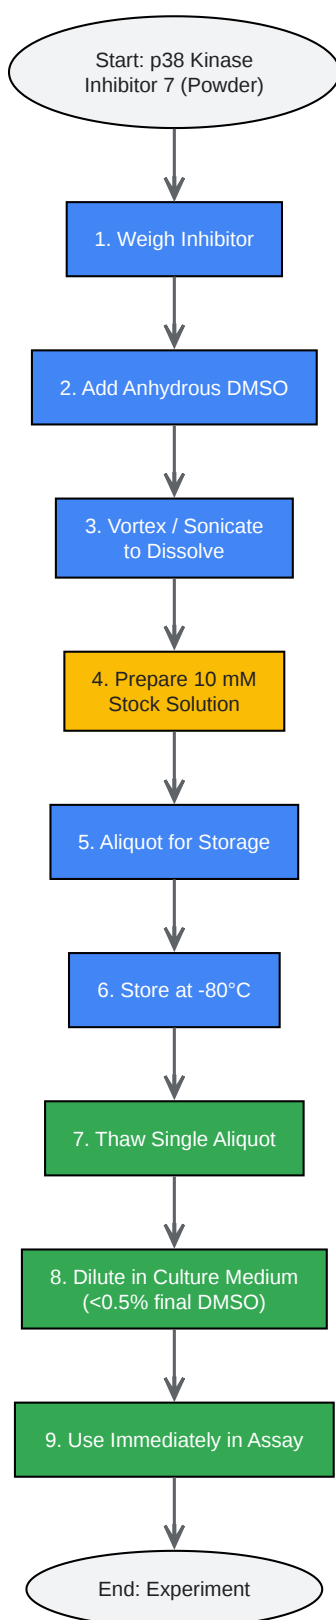 Start: p38 Kinase
Inhibitor 7 (Powder)
1. Weigh Inhibitor
2. Add Anhydrous DMSO
3. Vortex / Sonicate
to Dissolve
4. Prepare 10 mM
Stock Solution
5. Aliquot for Storage
6. Store at -80°C
7. Thaw Single Aliquot
8. Dilute in Culture Medium
(<0.5% final DMSO)
9. Use Immediately in Assay
End: Experiment